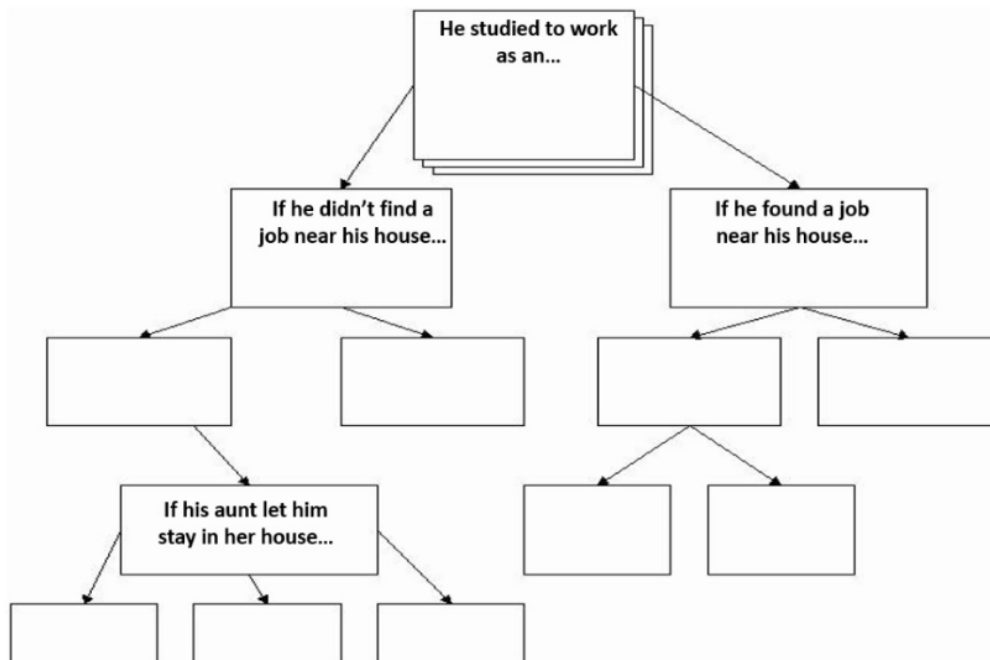 He studied to work
as an...
If he didn’t find a
job near his house...
If he found a job
near his house...
If his aunt let him
stay in her house...